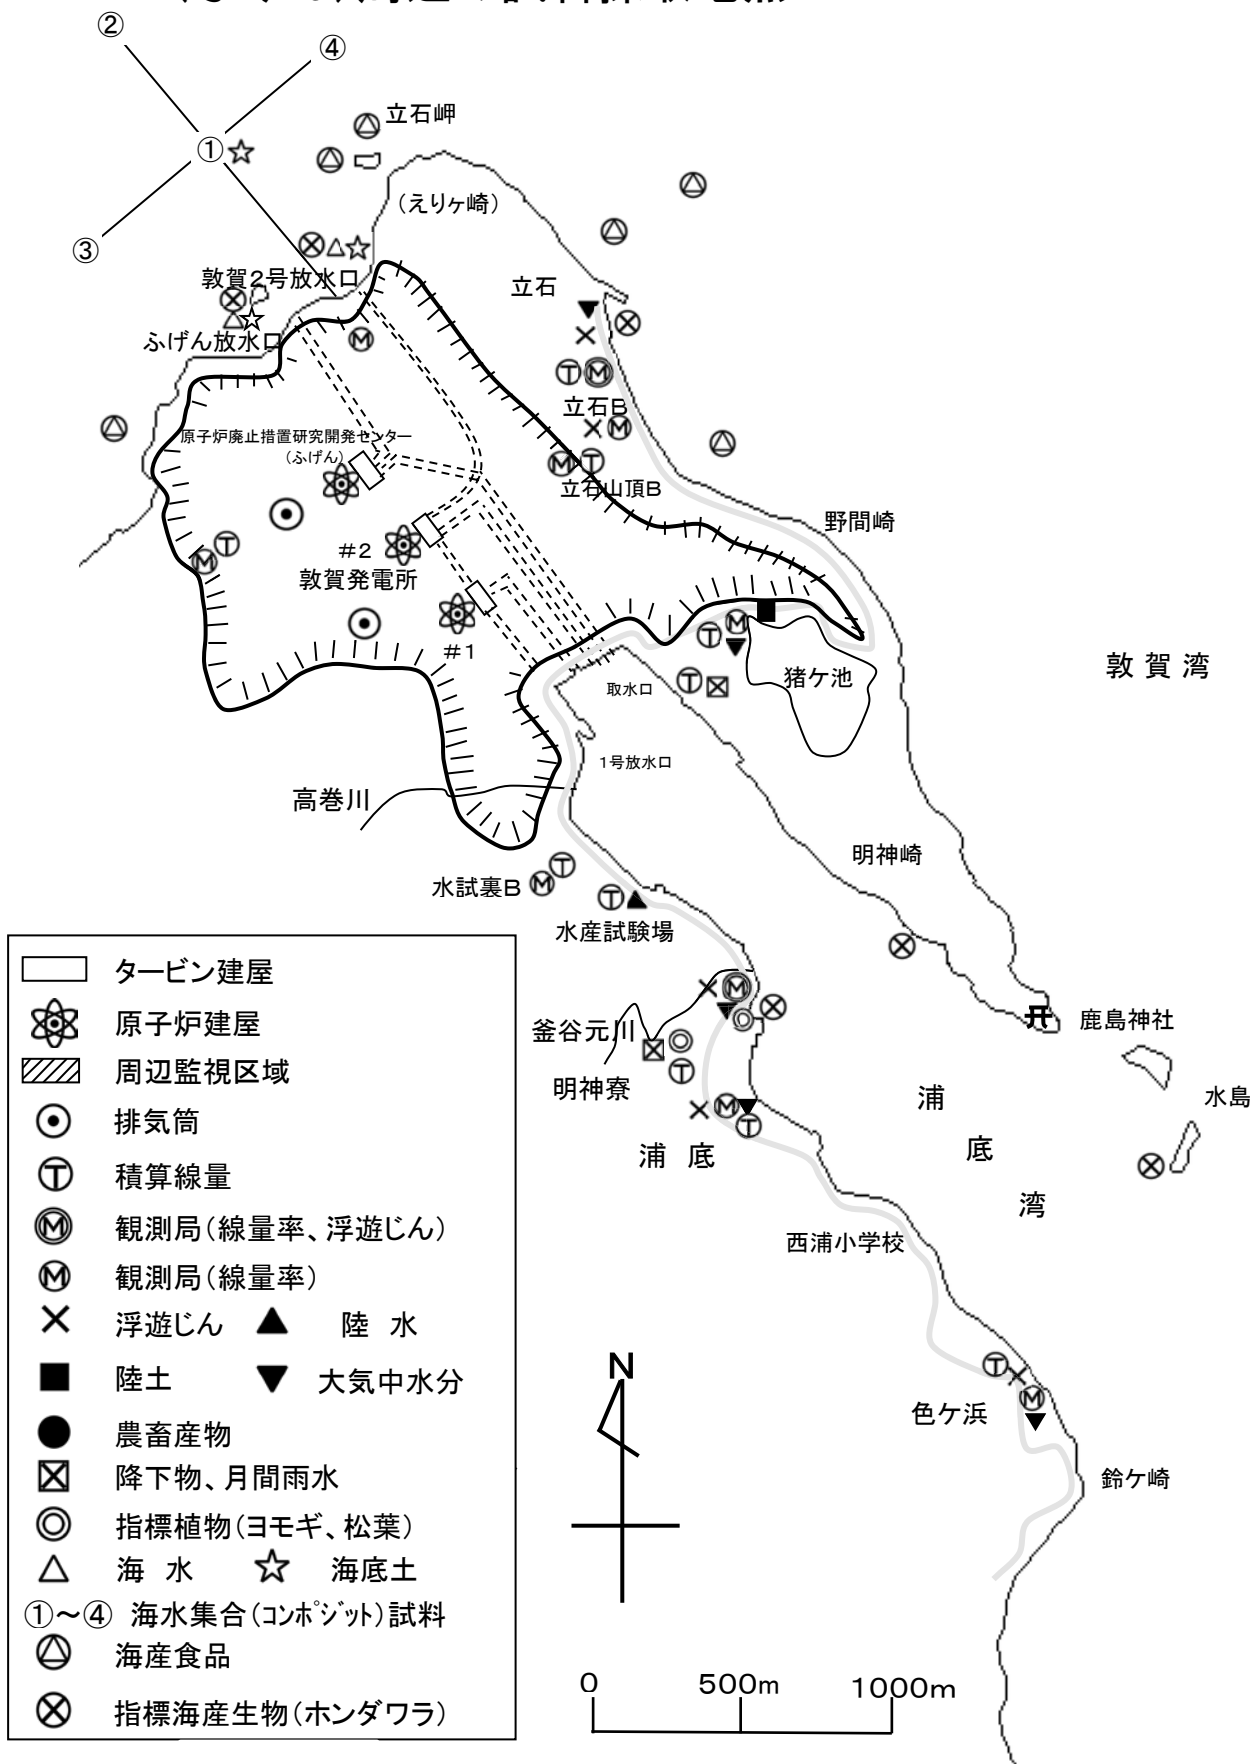 ②
④
立石岬
①
(えりヶ崎)
③
敦賀2号放水口
立石
ふげん放水口
M
T M
立石B
M
原子炉廃止措置研究開発センター
(ふげん)
M T
立石山頂B
野間崎
#2
T
M
敦賀発電所
M
T
#1
敦賀湾
猪ケ池
T
取水口
1号放水口
高巻川
明神崎
T
水試裏B M
T
水産試験場
M
鹿島神社
釜谷元川
T
明神寮
水島
M
T
浦底
浦底湾
西浦小学校
T
M
色ケ浜
鈴ケ崎
N
タービン建屋
原子炉建屋
周辺監視区域
排気筒
T 積算線量
M 観測局(線量率、浮遊じん)
M 観測局(線量率)
浮遊じん 陸 水
陸土 大気中水分
農畜産物
降下物、月間雨水
指標植物(ヨモギ、松葉)
海 水 海底土
①~④ 海水集合(コンポジット)試料
海産食品
指標海産生物(ホンダワラ)
0 500m 1000m